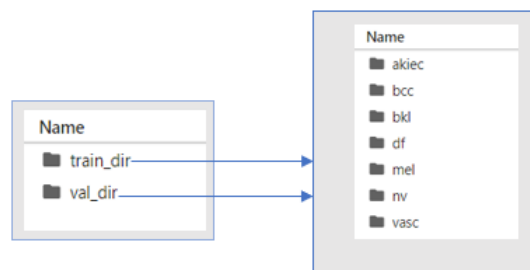 Name
train_dir
val_dir
Name
akiec
bcc
bkl
df
mel
nv
vasc